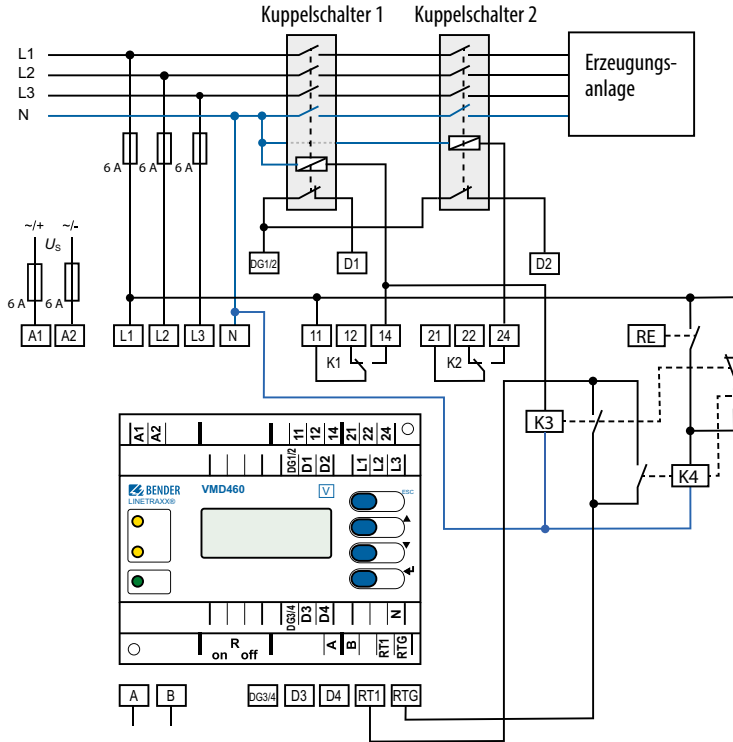 Kuppelschalter 1 Kuppelschalter 2
L1
L2
L3
N
Erzeugungs-
anlage
6 A 6 A 6 A
~/+ ~/-
US
6 A 6 A
DG1/2 D1 D2
A1 A2 L1 L2 L3 N 11 12 14 21 22 24 RE
K1 K2
K3
K4
A1 A2 11 12 14 21 22 24
DG1/2 D1 D2 L1 L2 L3
BENDER VMD460 V ESC
LINETRAXX®
DG3/4 D3 D4 N
R
on off A B RT1 RTG
A B DG3/4 D3 D4 RT1 RTG